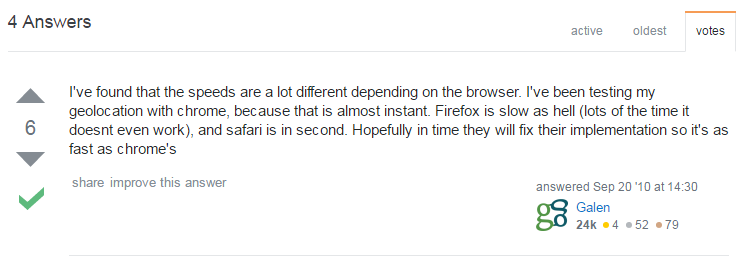 4 Answers
active oldest votes
I've found that the speeds are a lot different depending on the browser. I've been testing my
geolocation with chrome, because that is almost instant. Firefox is slow as hell (lots of the time it
doesnt even work), and safari is in second. Hopefully in time they will fix their implementation so it's as
fast as chrome's
6
share improve this answer
answered Sep 20 '10 at 14:30
Galen
24k 4 52 79